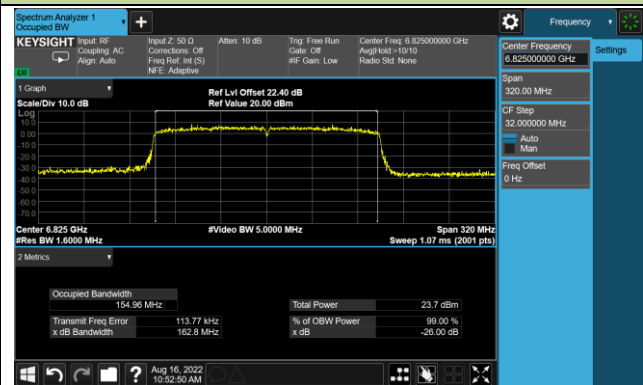 Spectrum Analyzer 1
Occupied BW
Frequency
KEYSIGHT
Input: RF
Coupling: AC
Align: Auto
Input Z: 50 Ω
Corrections: Off
Freq Ref: Int (S)
NFE: Adaptive
Atten: 10 dB
Trig: Free Run
Gate: Off
#IF Gain: Low
Center Freq: 6.825000000 GHz
Avg|Hold:>10/10
Radio Std: None
Center Frequency
6.825000000 GHz
Settings
Span
320.00 MHz
CF Step
32.000000 MHz
Auto
Man
Freq Offset
0 Hz
1 Graph
Scale/Div 10.0 dB
Ref Lvl Offset 22.40 dB
Ref Value 20.00 dBm
Log
10.0
0.00
-10.0
-20.0
-30.0
-40.0
-50.0
-60.0
-70.0
Center 6.825 GHz
#Video BW 5.0000 MHz
Span 320 MHz
#Res BW 1.6000 MHz
Sweep 1.07 ms (2001 pts)
2 Metrics
Occupied Bandwidth
154.96 MHz
Total Power 23.7 dBm
Transmit Freq Error 113.77 kHz
% of OBW Power 99.00 %
x dB Bandwidth 162.8 MHz
x dB -26.00 dB
?
Aug 16, 2022
10:52:50 AM